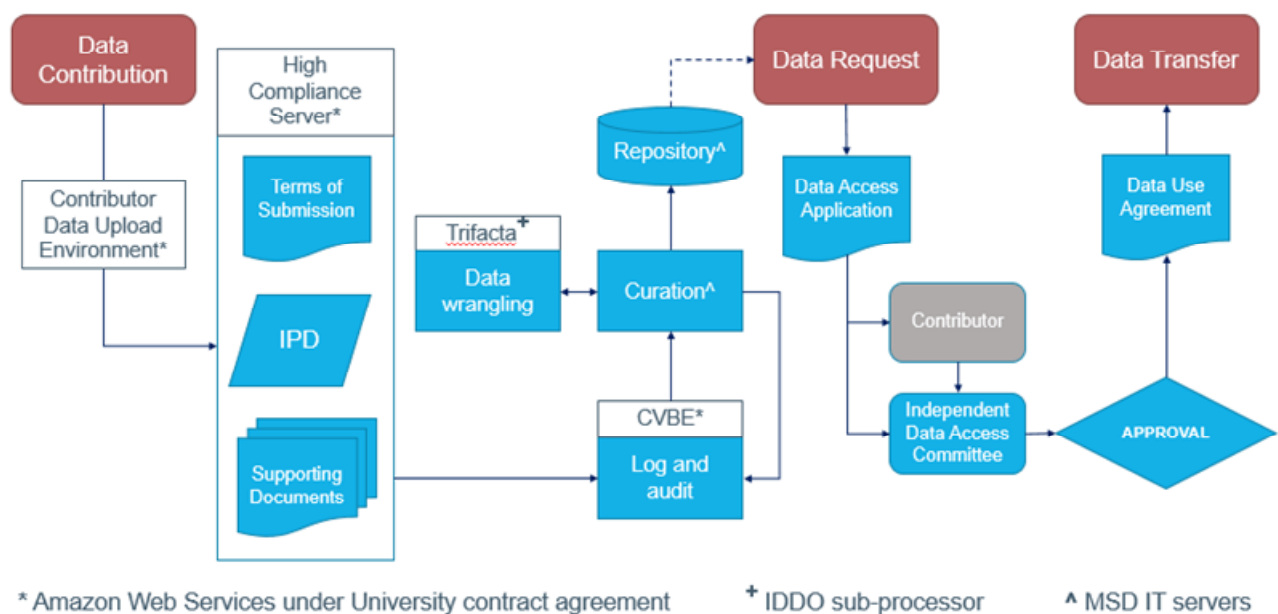 Data
Contribution
Contributor
Data Upload
Environment*
High
Compliance
Server*
Terms of
Submission
IPD
Supporting
Documents
Trifacta+
Data
wrangling
Repository^
Curation^
CVBE*
Log and
audit
Data Request
Data Access
Application
Contributor
Independent
Data Access
Committee
APPROVAL
Data Use
Agreement
Data Transfer
* Amazon Web Services under University contract agreement
+ IDDO sub-processor
^ MSD IT servers